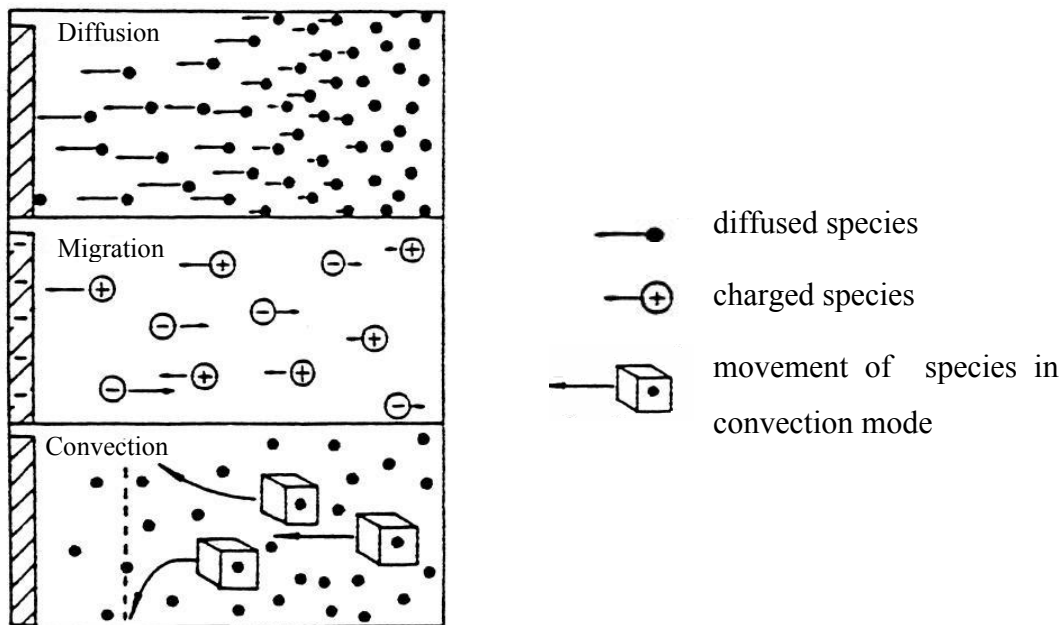 Diffusion
Migration
Convection
diffused species
charged species
movement of species in
convection mode